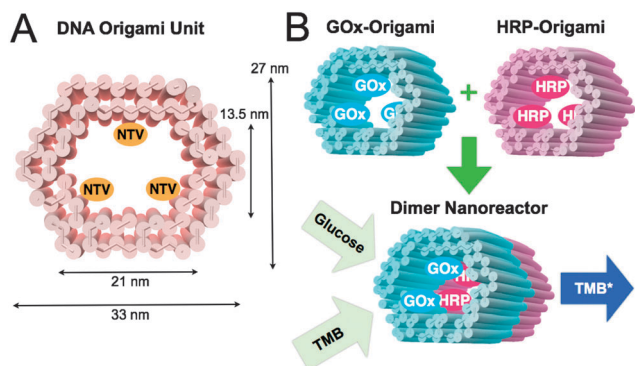 A
DNA Origami Unit
27 nm
13.5 nm
NTV
NTV
NTV
21 nm
33 nm
B
GOx-Origami
HRP-Origami
GOx
GOx
+
HRP
HRP
Dimer Nanoreactor
Glucose
TMB
GOx
GOx
HRP
TMB*